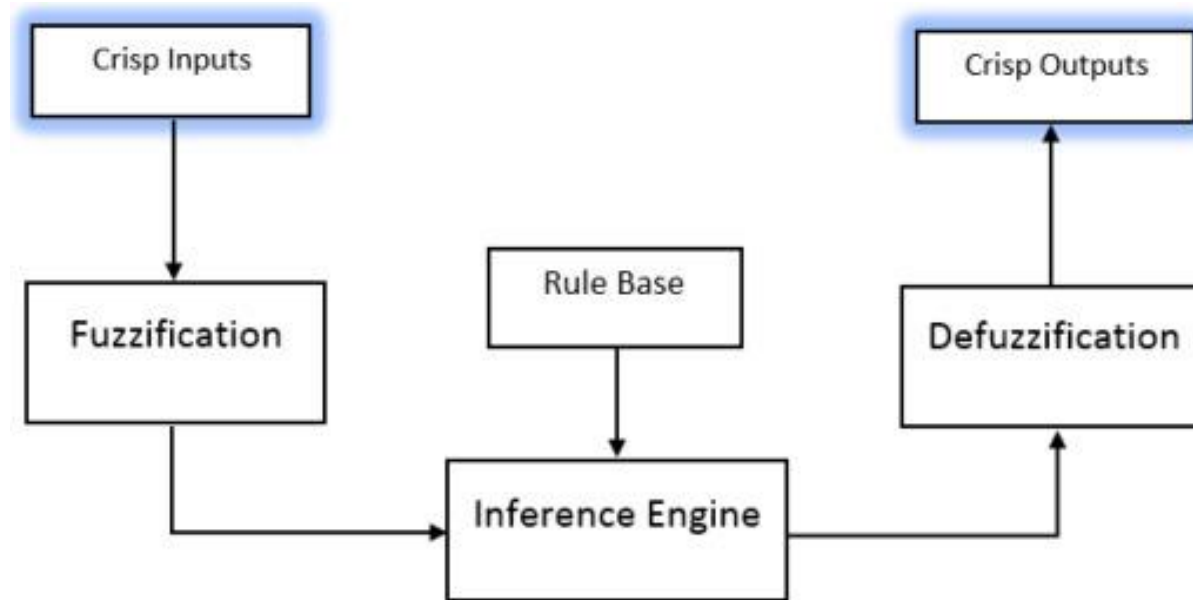 Crisp Inputs
Crisp Outputs
Rule Base
Fuzzification
Defuzzification
Inference Engine